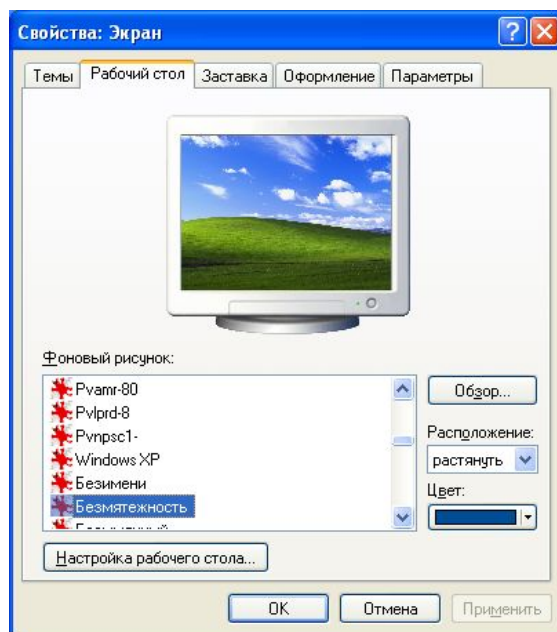 Свойства: Экран
Темы Рабочий стол Заставка Оформление Параметры
Фоновый рисунок:
Pvamr-80
Pvlprd-8
Pvnpsc1-
Windows XP
Безимени
Безмятежность
Обзор...
Расположение:
растянуть
Цвет:
Настройка рабочего стола...
OK Отмена Применить